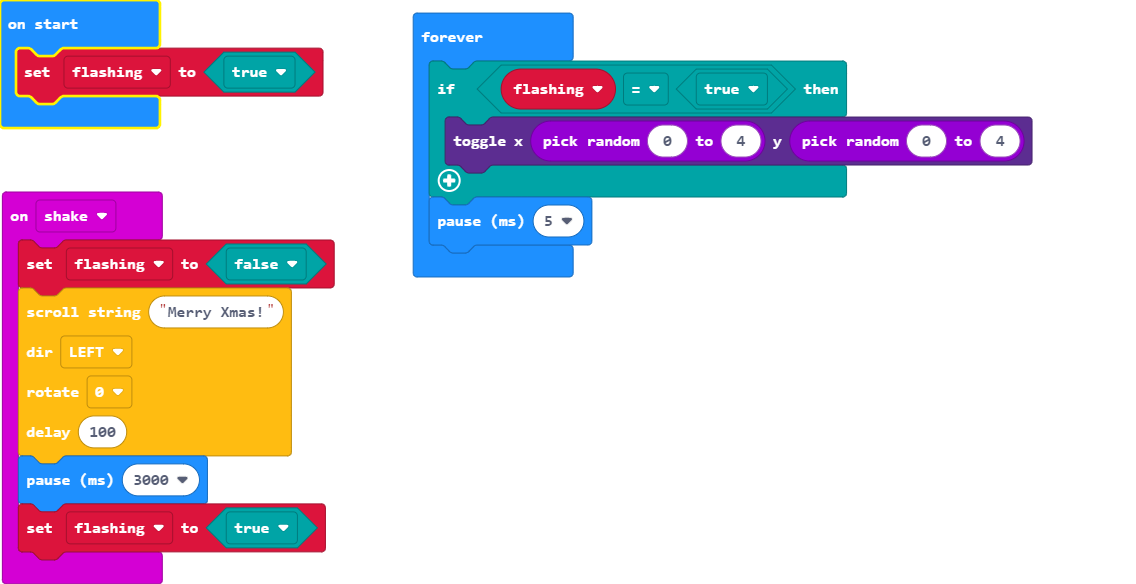 on start
set flashing to true
on shake
set flashing to false
scroll string "Merry Xmas!"
dir LEFT
rotate 0
delay 100
pause (ms) 3000
set flashing to true
forever
if flashing = true then
toggle x pick random 0 to 4 y pick random 0 to 4
pause (ms) 5